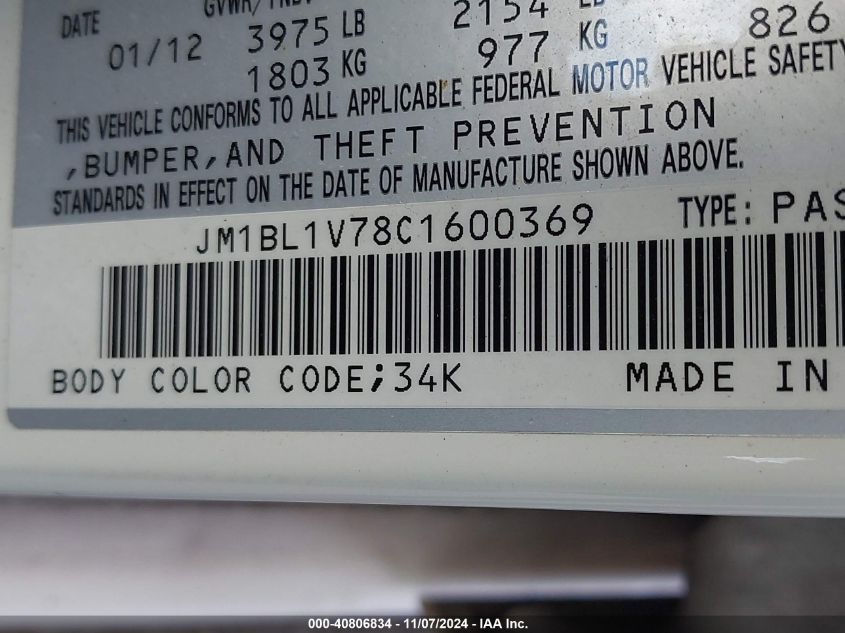 DATE GVWR/
01/12 3975 LB 2154 LB 826
1803 KG 977 KG
THIS VEHICLE CONFORMS TO ALL APPLICABLE FEDERAL MOTOR VEHICLE SAFETY
,BUMPER,AND THEFT PREVENTION
STANDARDS IN EFFECT ON THE DATE OF MANUFACTURE SHOWN ABOVE.
JM1BL1V78C1600369 TYPE: PAS
BODY COLOR CODE;34K MADE IN
000-40806834 - 11/07/2024 - IAA Inc.